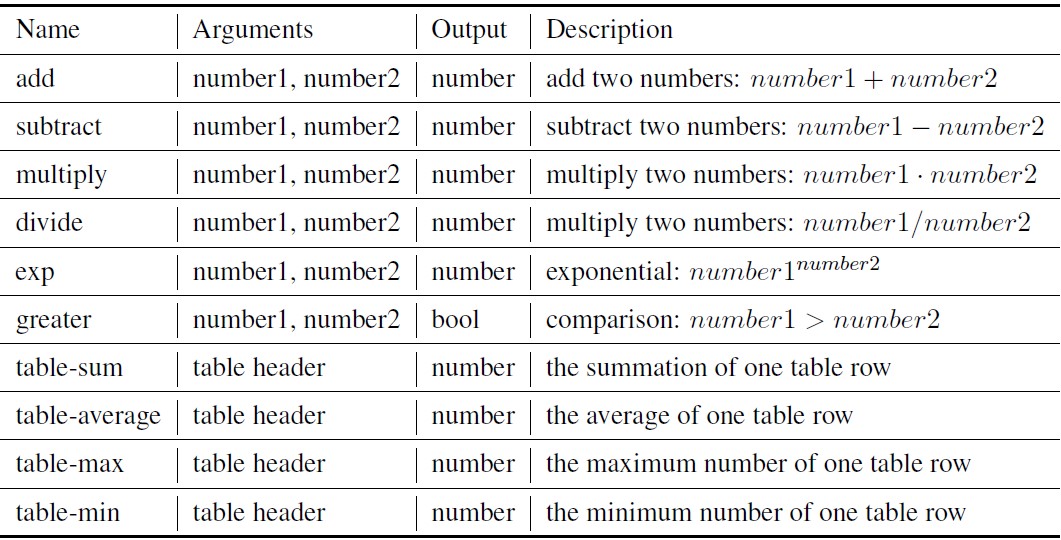 Name Arguments Output Description
add number1, number2 number add two numbers: number1 + number2
subtract number1, number2 number subtract two numbers: number1 − number2
multiply number1, number2 number multiply two numbers: number1 · number2
divide number1, number2 number multiply two numbers: number1/number2
exp number1, number2 number exponential: number1^number2
greater number1, number2 bool comparison: number1 > number2
table-sum table header number the summation of one table row
table-average table header number the average of one table row
table-max table header number the maximum number of one table row
table-min table header number the minimum number of one table row